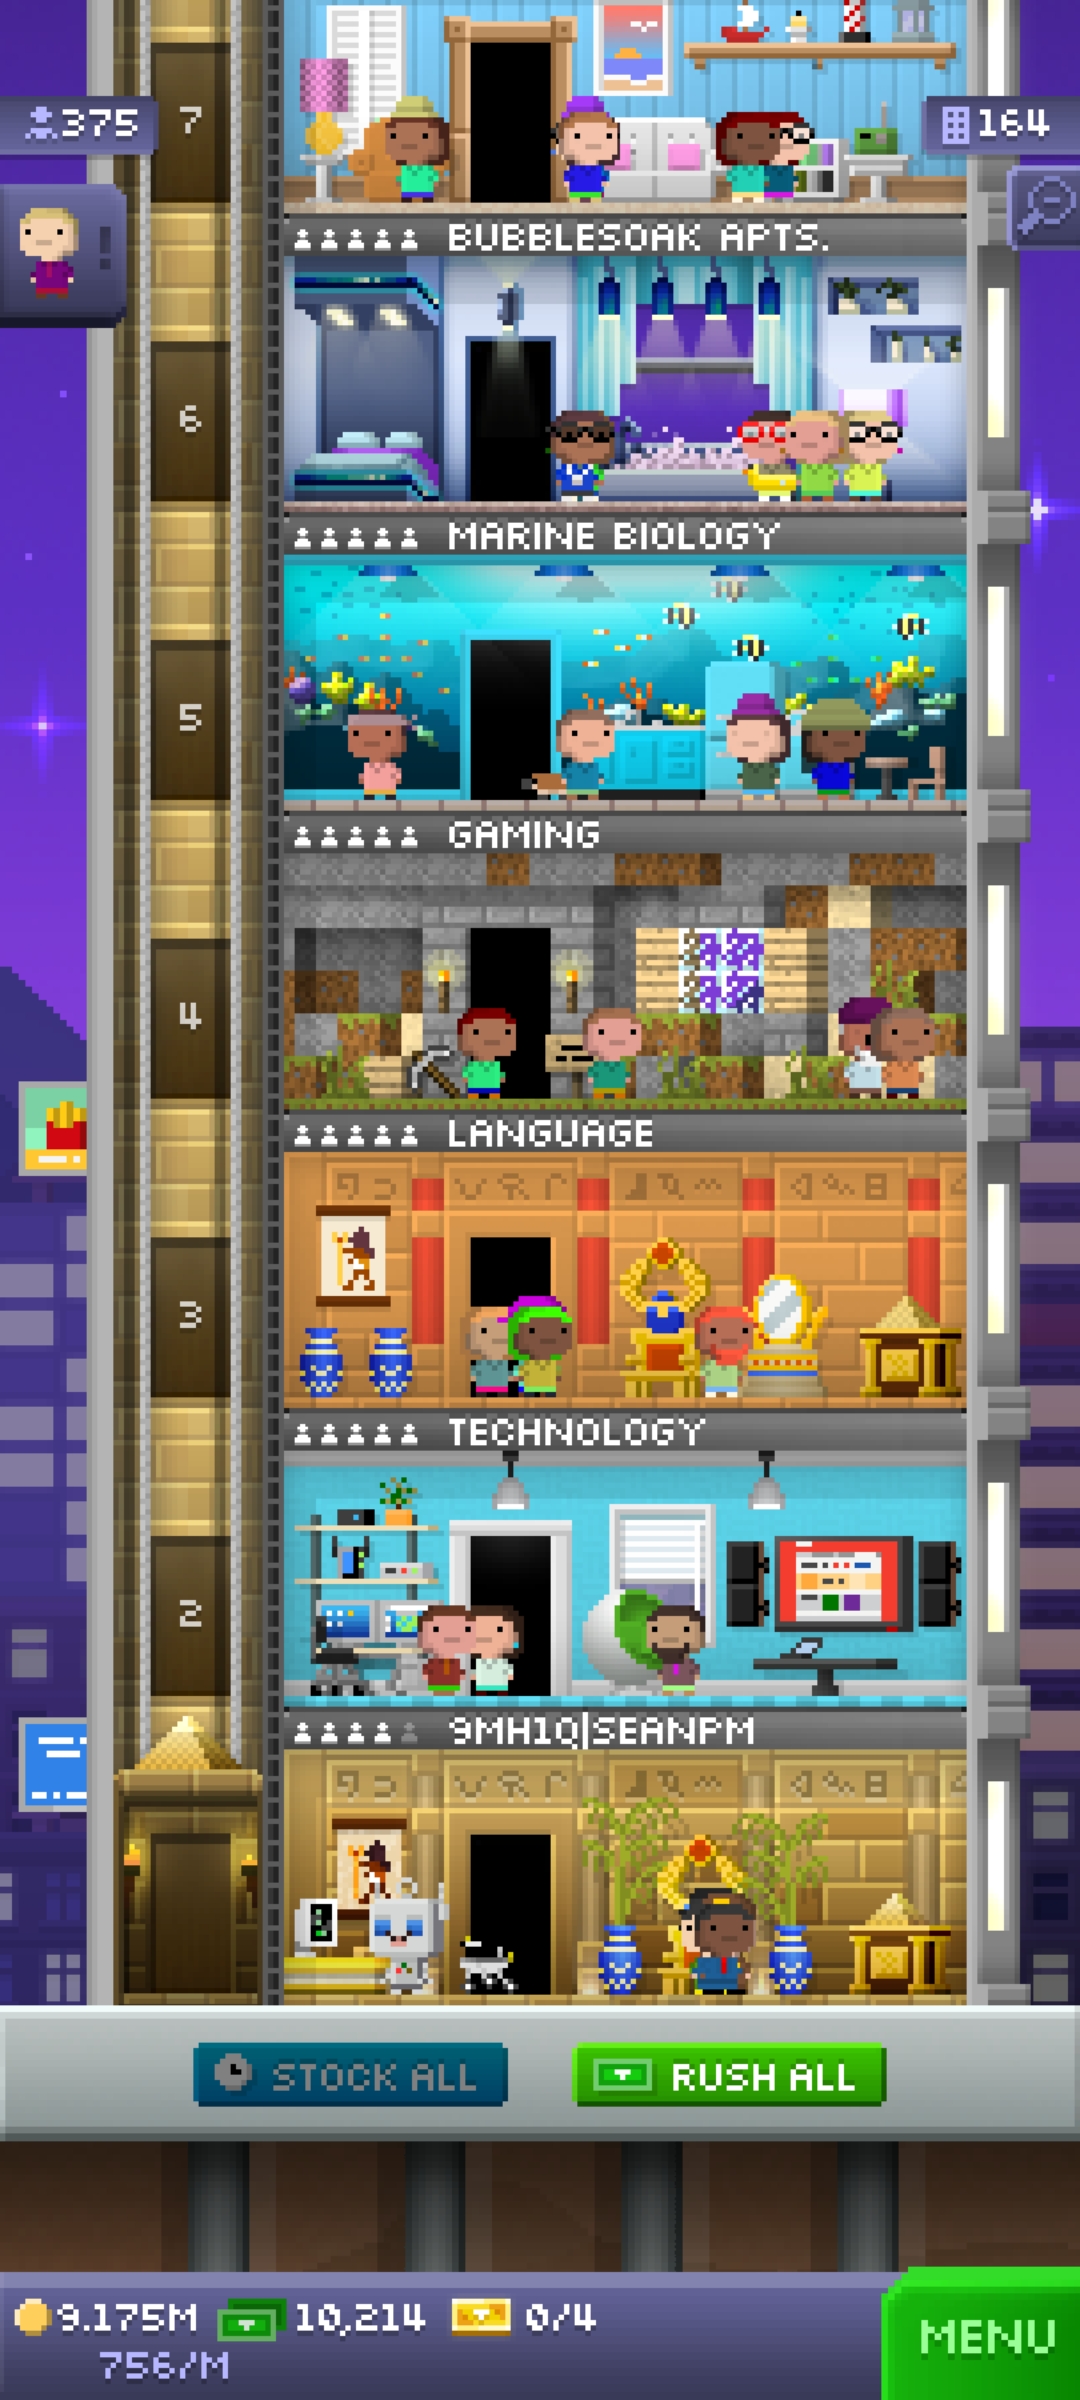 375
7
164
!
BUBBLESOAK APTS.
6
MARINE BIOLOGY
5
GAMING
4
LANGUAGE
3
TECHNOLOGY
2
9MH1Q|SEANPM
STOCK ALL
RUSH ALL
9.175M
10,214
0/4
756/M
MENU